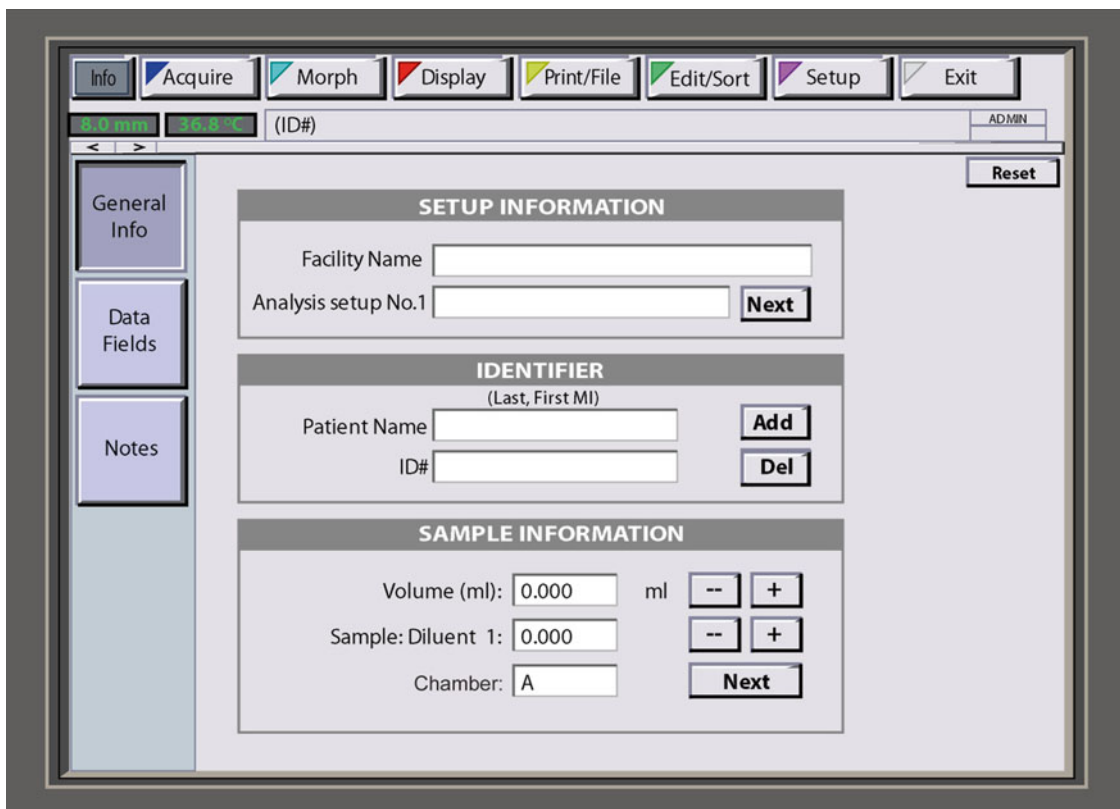 Info Acquire Morph Display Print/File Edit/Sort Setup Exit
8.0 mm 36.8 °C (ID#) ADMIN
< >
Reset
General
Info
Data
Fields
Notes
SETUP INFORMATION
Facility Name
Analysis setup No.1 Next
IDENTIFIER
(Last, First MI)
Patient Name Add
ID# Del
SAMPLE INFORMATION
Volume (ml): 0.000 ml -- +
Sample: Diluent 1: 0.000 -- +
Chamber: A Next